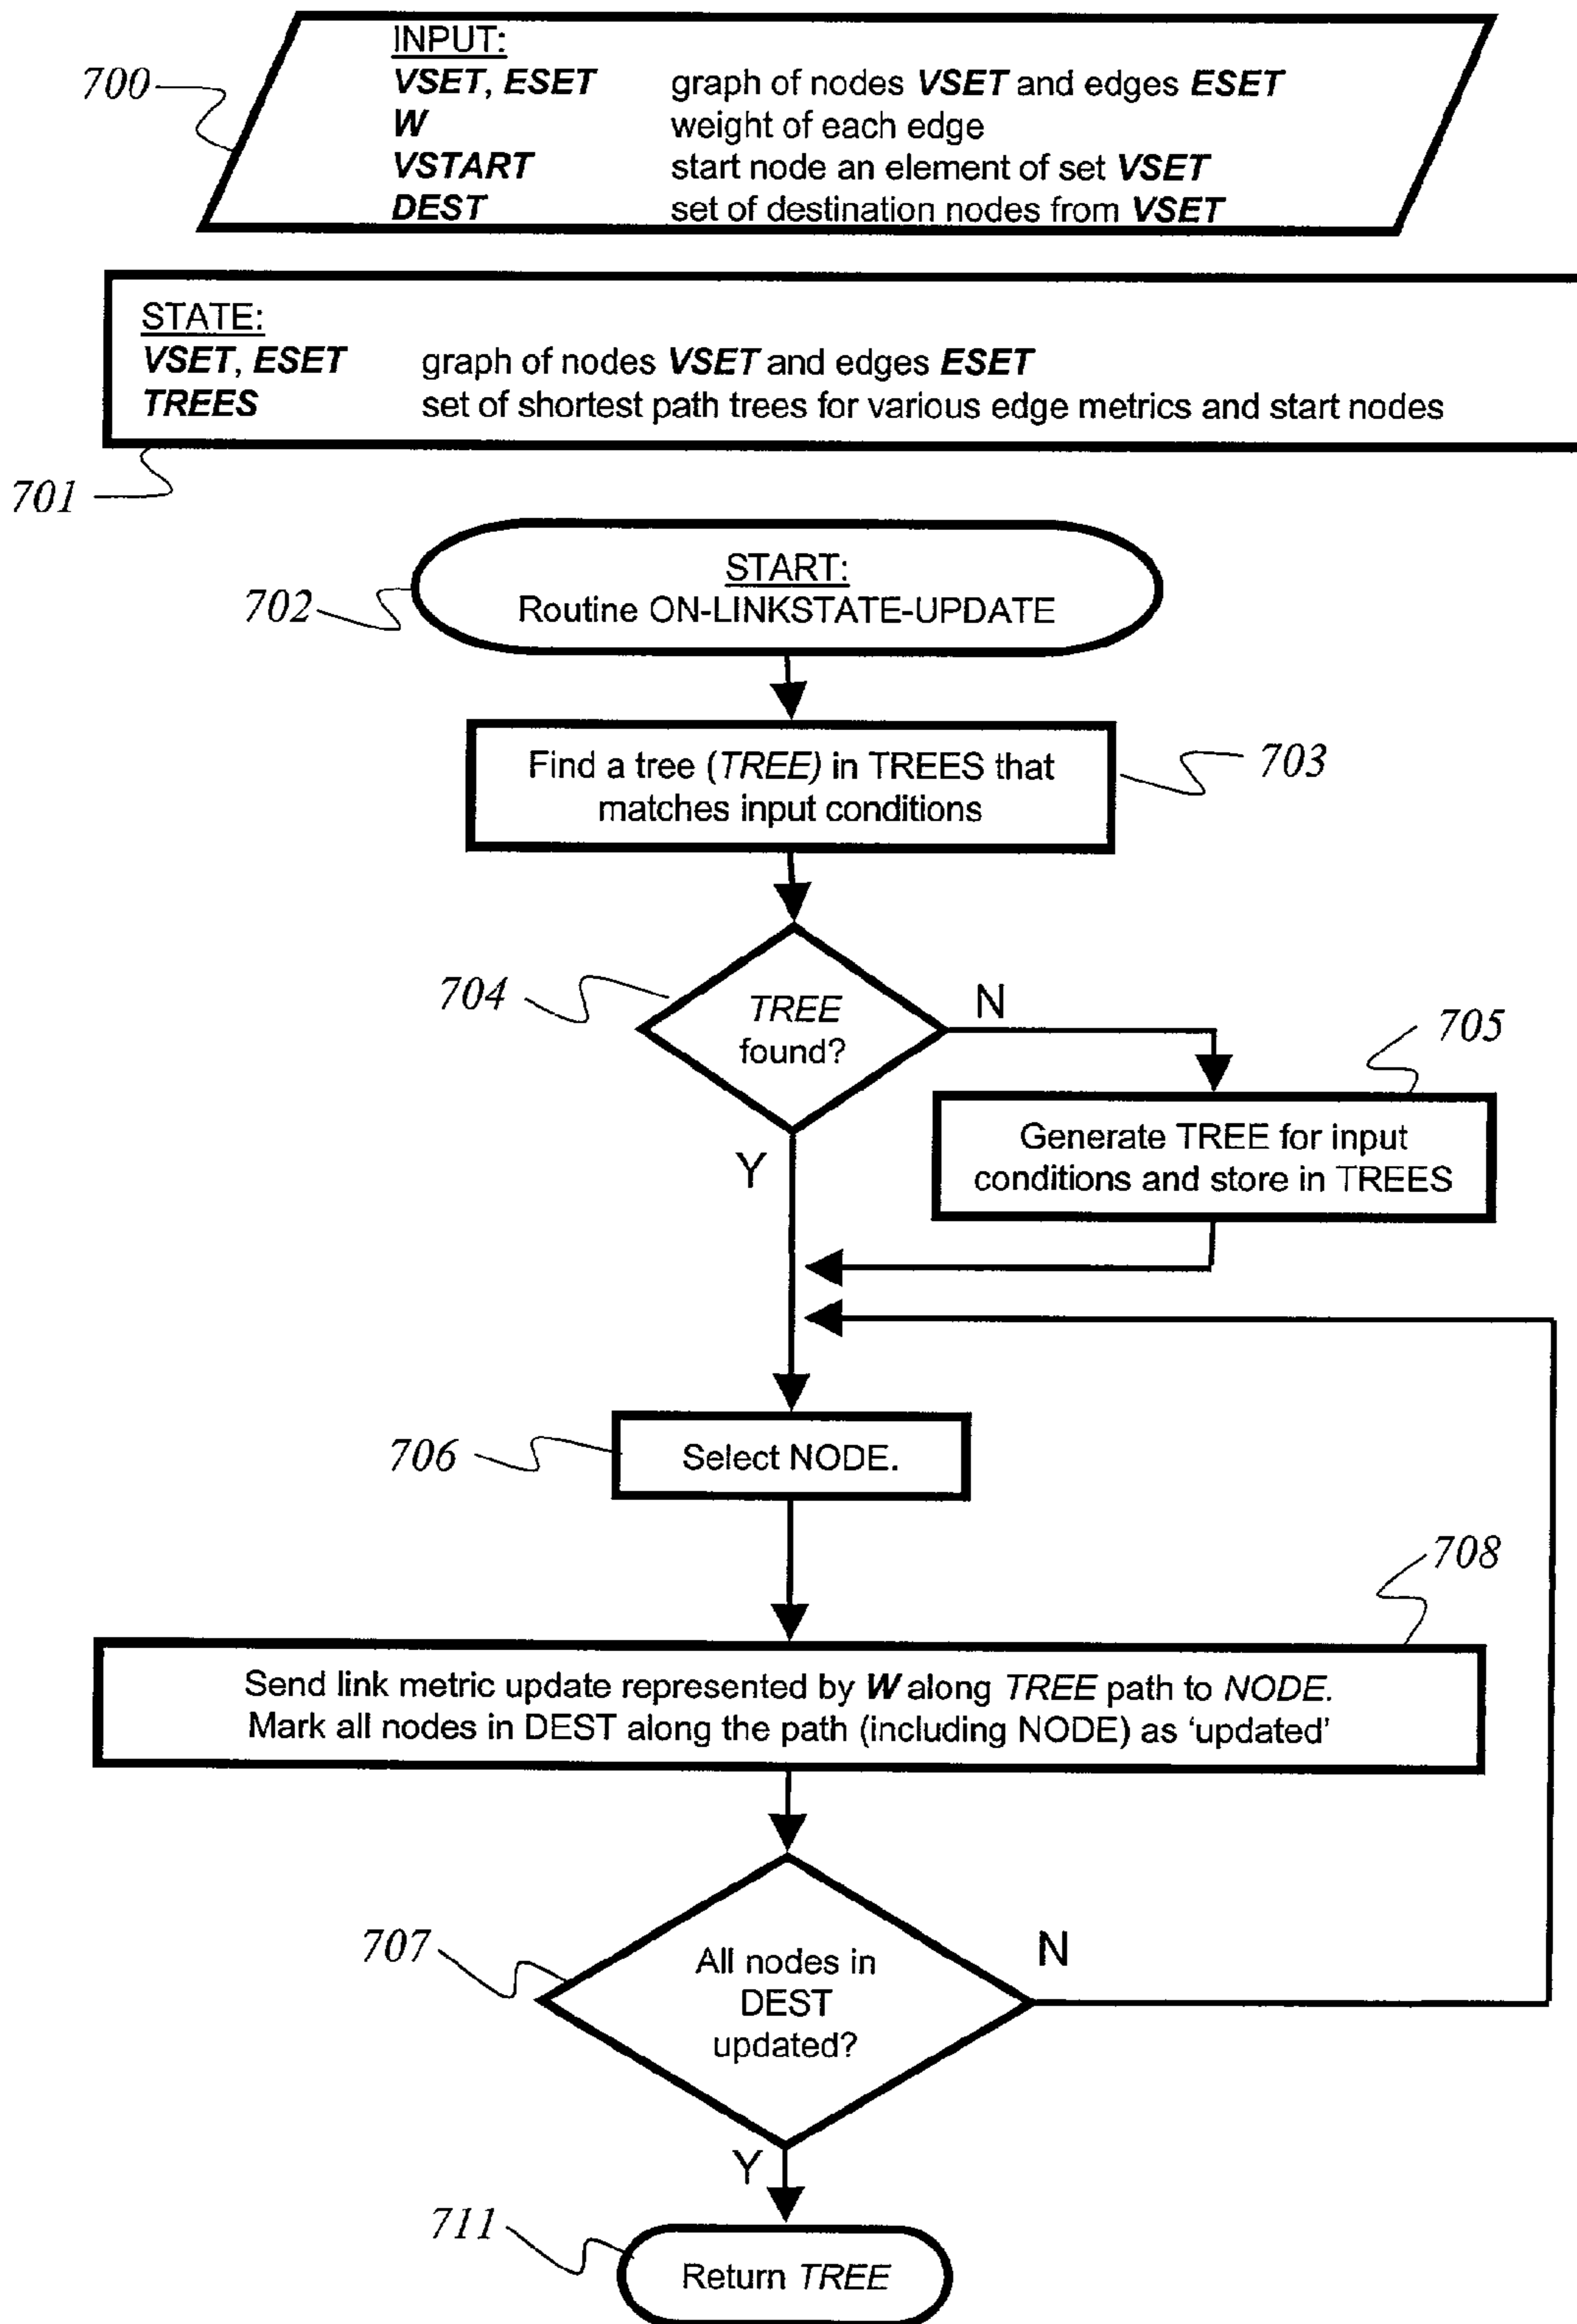 INPUT:
700
VSET, ESET graph of nodes VSET and edges ESET
W weight of each edge
VSTART start node an element of set VSET
DEST set of destination nodes from VSET
STATE:
VSET, ESET graph of nodes VSET and edges ESET
TREES set of shortest path trees for various edge metrics and start nodes
701
START:
702
Routine ON-LINKSTATE-UPDATE
Find a tree (TREE) in TREES that
matches input conditions
703
704
TREE
found?
N
705
Y
Generate TREE for input
conditions and store in TREES
706
Select NODE.
708
Send link metric update represented by W along TREE path to NODE.
Mark all nodes in DEST along the path (including NODE) as ‘updated’
707
All nodes in
DEST
updated?
N
Y
711
Return TREE